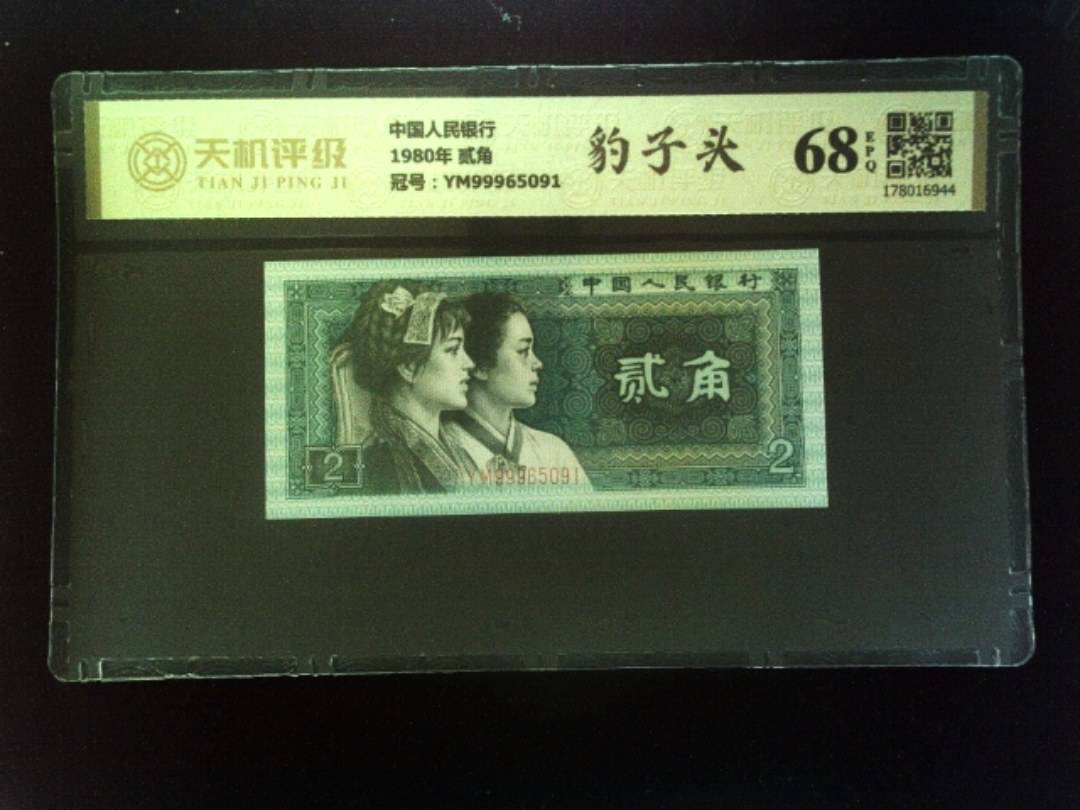 天机评级
TIAN JI PING JI
中国人民银行
1980年 贰角
冠号：YM99965091
豹子头
68
EPQ
178016944
中国人民银行
贰角
2
2
YM99965091